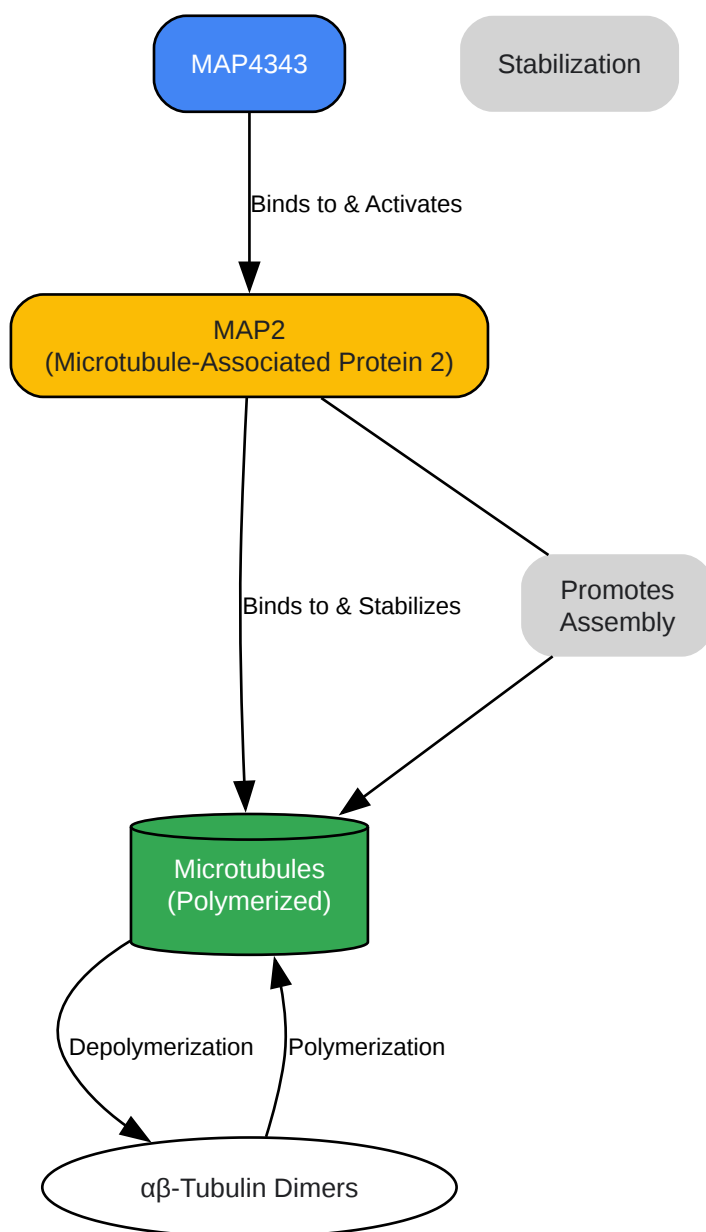 MAP4343
Stabilization
Binds to & Activates
MAP2
(Microtubule-Associated Protein 2)
Binds to & Stabilizes
Promotes
Assembly
Microtubules
(Polymerized)
Depolymerization
Polymerization
αβ-Tubulin Dimers